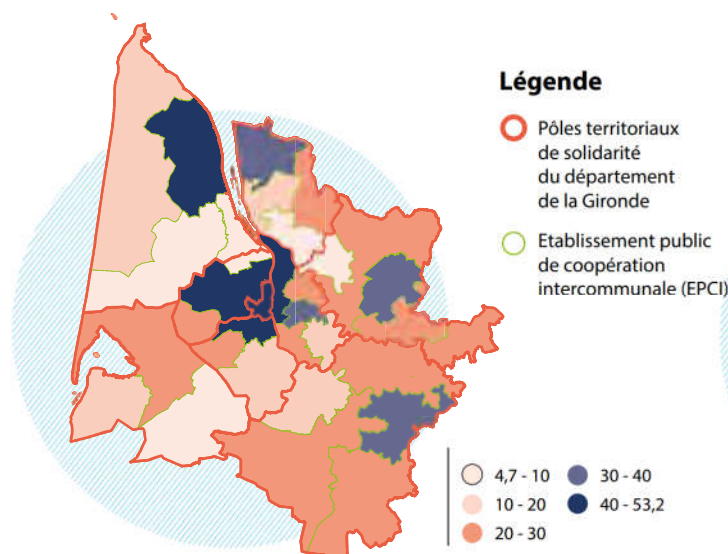 Légende
Pôles territoriaux
de solidarité
du département
de la Gironde
Etablissement public
de coopération
intercommunale (EPCI)
4,7 - 10
30 - 40
10 - 20
40 - 53,2
20 - 30